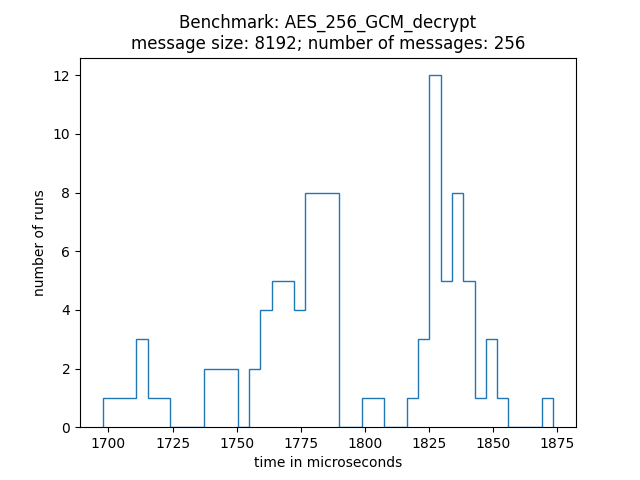 Benchmark: AES_256_GCM_decrypt
message size: 8192; number of messages: 256
12
10
8
6
4
2
0
number of runs
1700 1725 1750 1775 1800 1825 1850 1875
time in microseconds